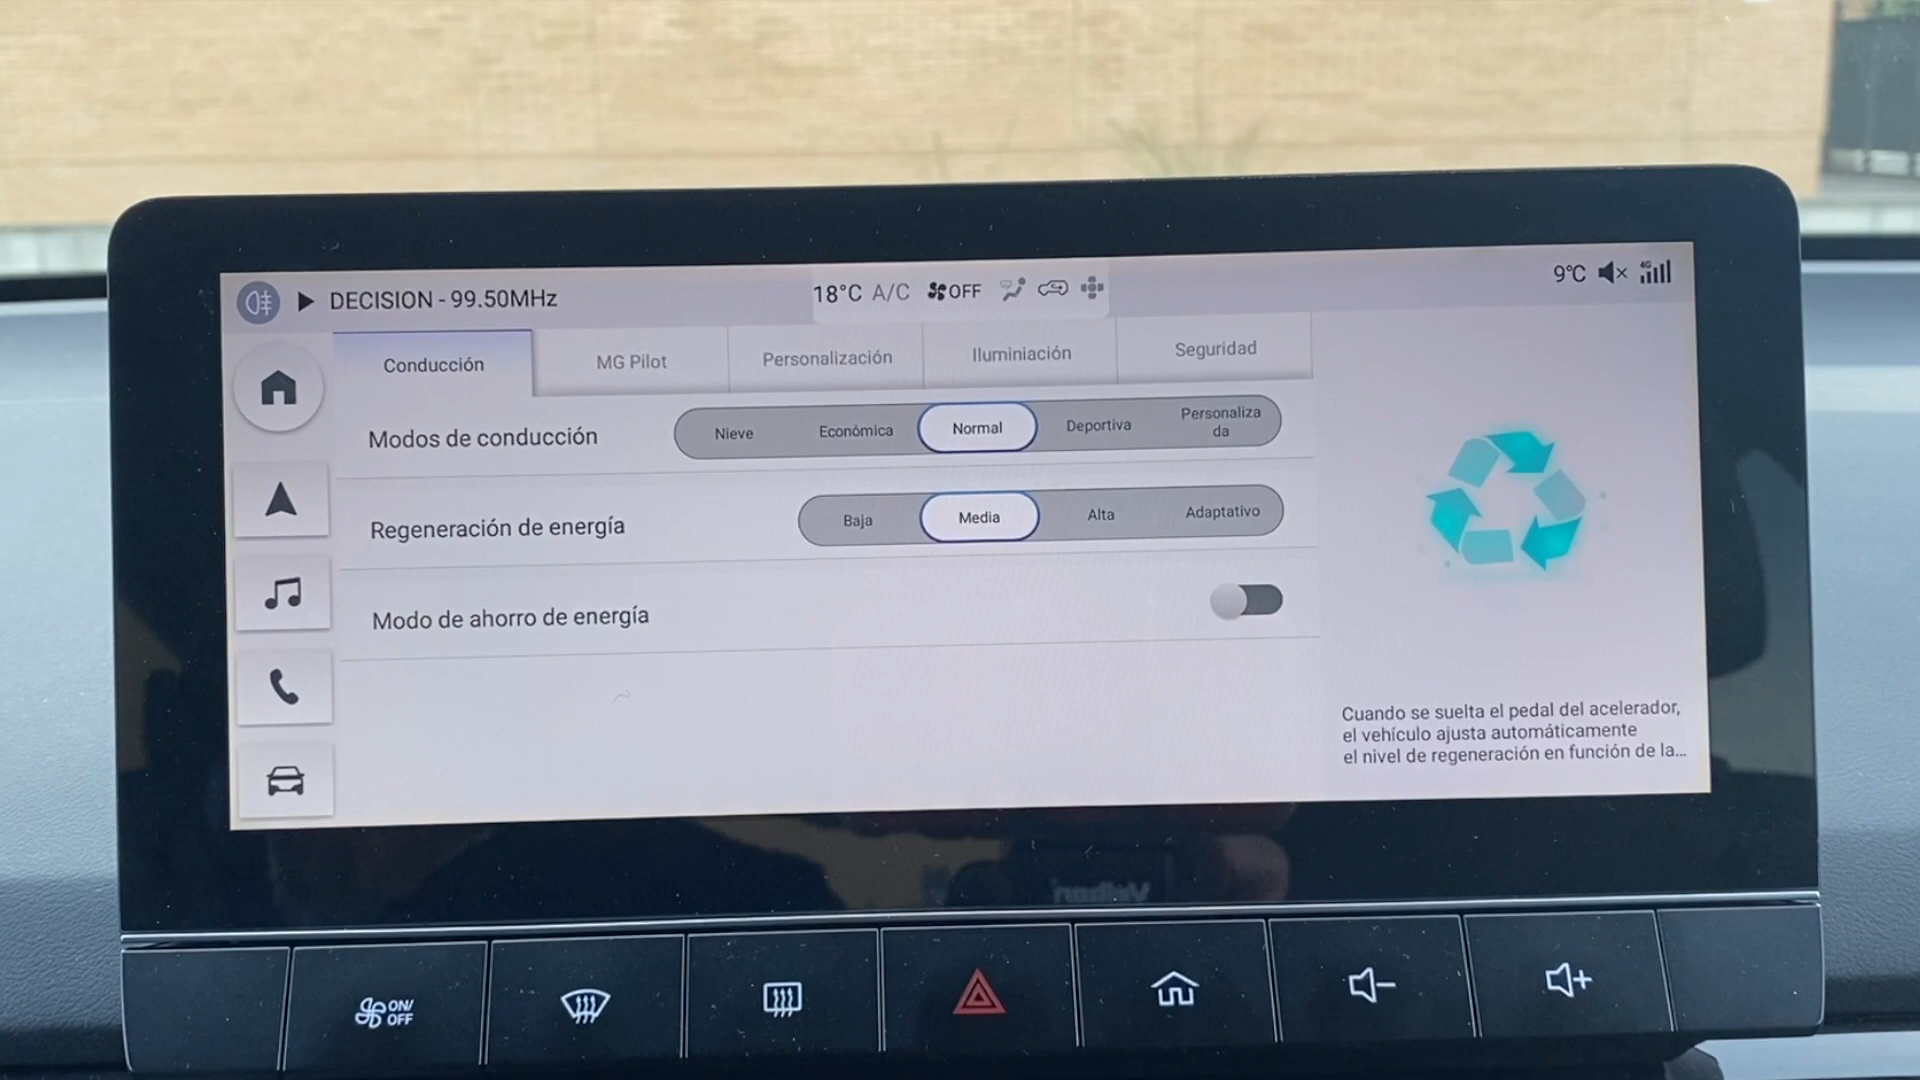 DECISION - 99.50MHz
18°C A/C OFF
9°C
4G
Conducción
MG Pilot
Personalización
Iluminiación
Seguridad
Modos de conducción
Nieve
Económica
Normal
Deportiva
Personaliza
da
Regeneración de energía
Baja
Media
Alta
Adaptativo
Modo de ahorro de energía
Cuando se suelta el pedal del acelerador,
el vehículo ajusta automáticamente
el nivel de regeneración en función de la...
ON/
OFF